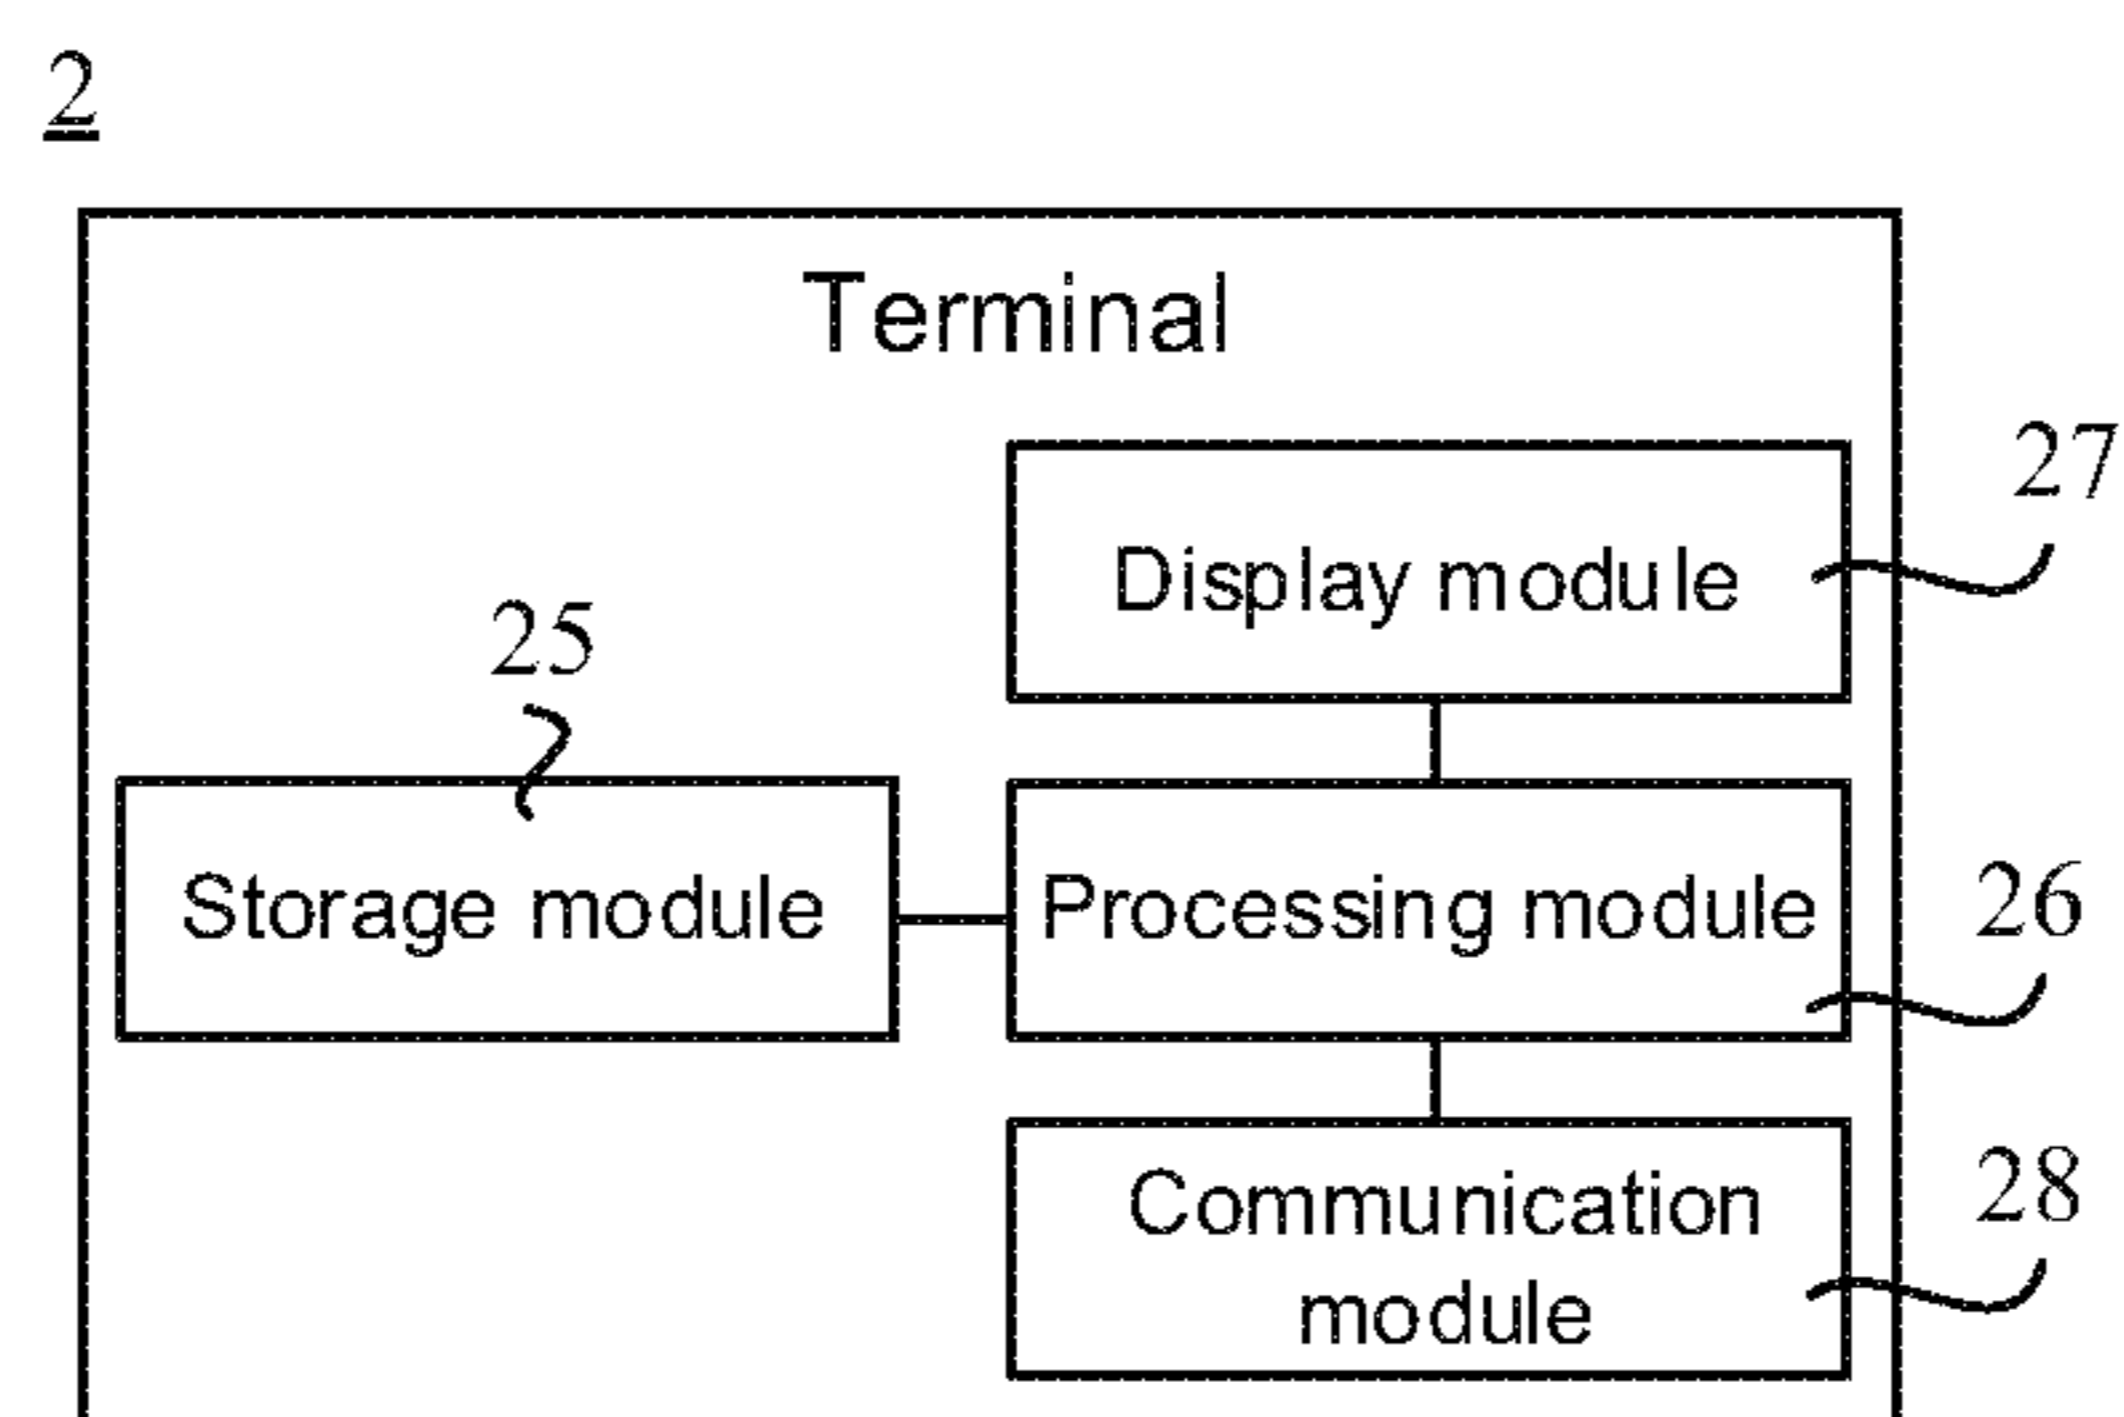 2
Terminal
27
Display module
25
Storage module
Processing module
26
Communication
module
28